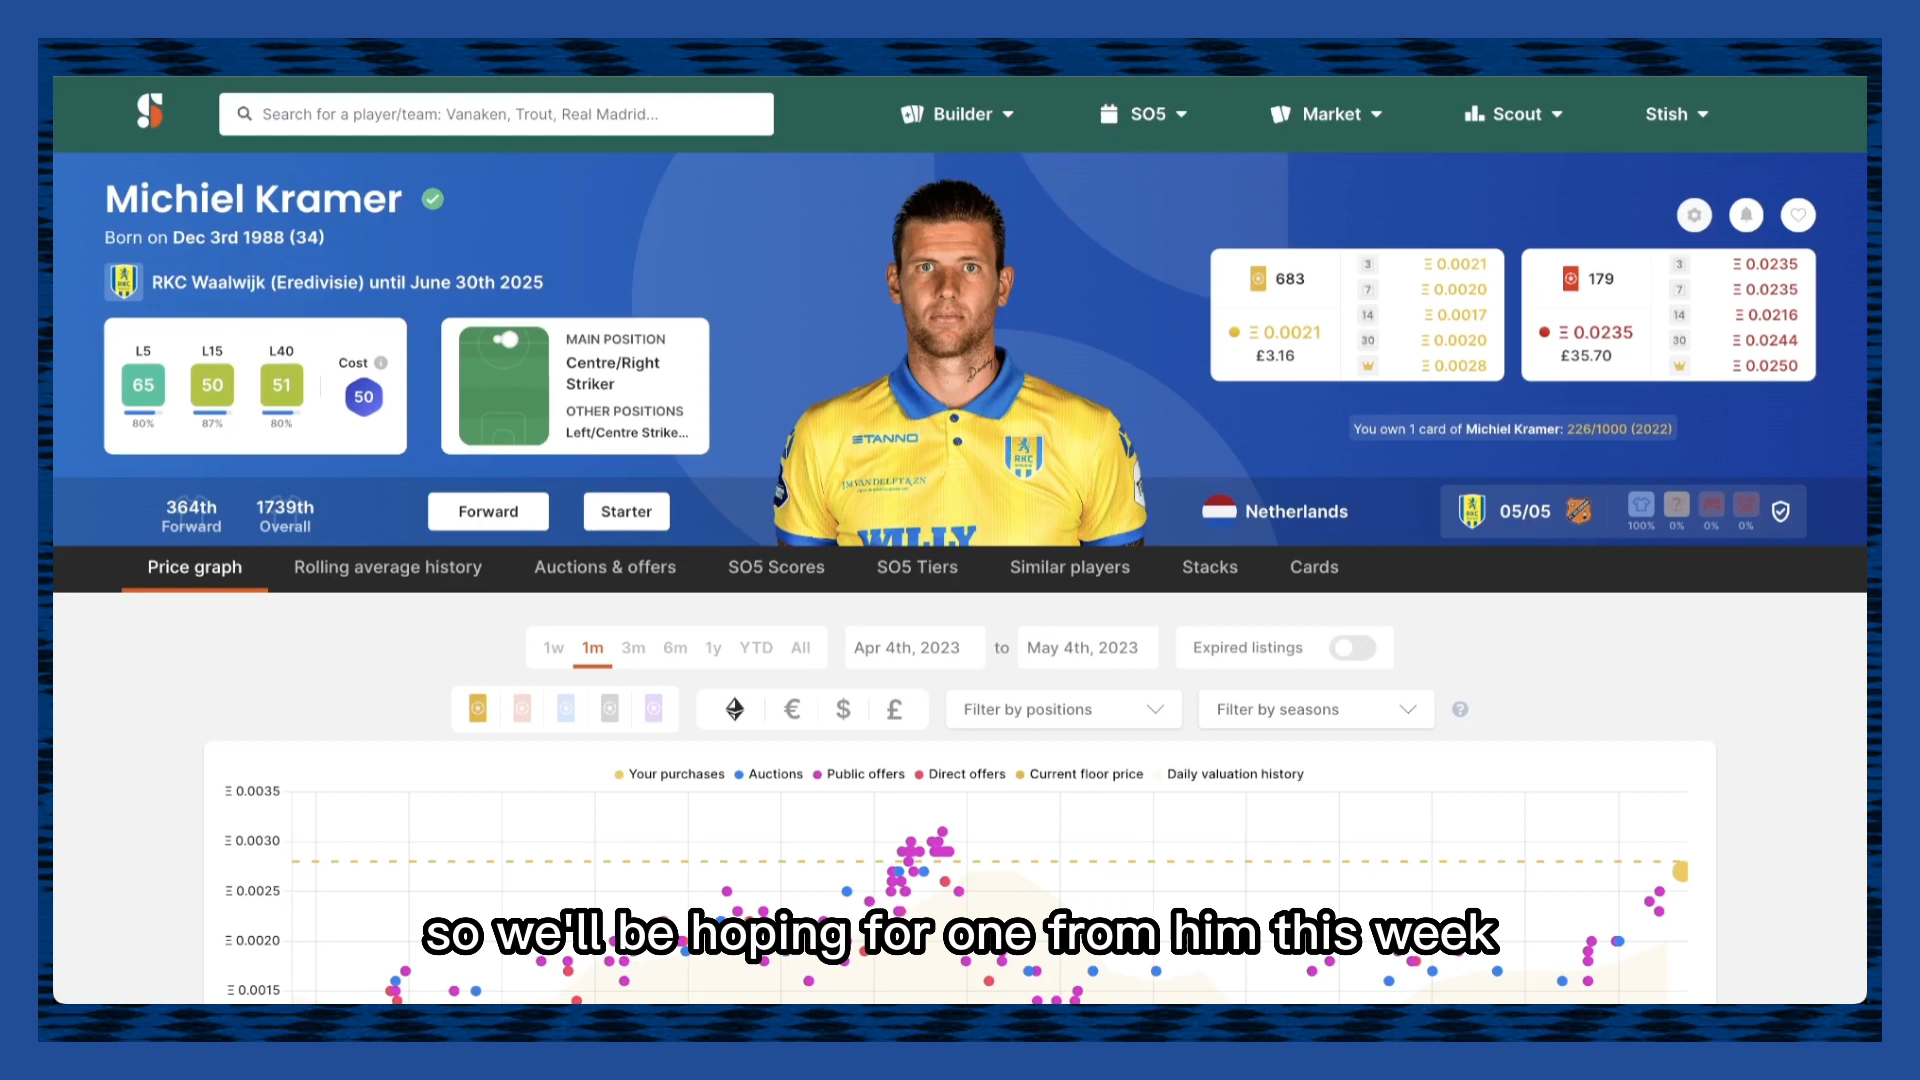 Search for a player/team: Vanaken, Trout, Real Madrid...
Builder
SO5
Market
Scout
Stish
Michiel Kramer
Born on Dec 3rd 1988 (34)
RKC Waalwijk (Eredivisie) until June 30th 2025
L5 L15 L40
Cost
65 50 51
50
80% 87% 80%
MAIN POSITION
Centre/Right
Striker
OTHER POSITIONS
Left/Centre Strike...
STANNO
RKC
J.M. VAN DELFT & ZN
WILLY
683
Ξ 0.0021
£3.16
3 Ξ 0.0021
7 Ξ 0.0020
14 Ξ 0.0017
30 Ξ 0.0020
Ξ 0.0028
179
Ξ 0.0235
£35.70
3 Ξ 0.0235
7 Ξ 0.0235
14 Ξ 0.0216
30 Ξ 0.0244
Ξ 0.0250
You own 1 card of Michiel Kramer: 226/1000 (2022)
364th
Forward
1739th
Overall
Forward
Starter
Netherlands
05/05
100% 0% 0% 0%
Price graph
Rolling average history
Auctions & offers
SO5 Scores
SO5 Tiers
Similar players
Stacks
Cards
1w 1m 3m 6m 1y YTD All
Apr 4th, 2023 to May 4th, 2023
Expired listings
€ $ £
Filter by positions
Filter by seasons
?
Your purchases Auctions Public offers Direct offers Current floor price Daily valuation history
Ξ 0.0035
Ξ 0.0030
Ξ 0.0025
Ξ 0.0020
Ξ 0.0015
so we'll be hoping for one from him this week